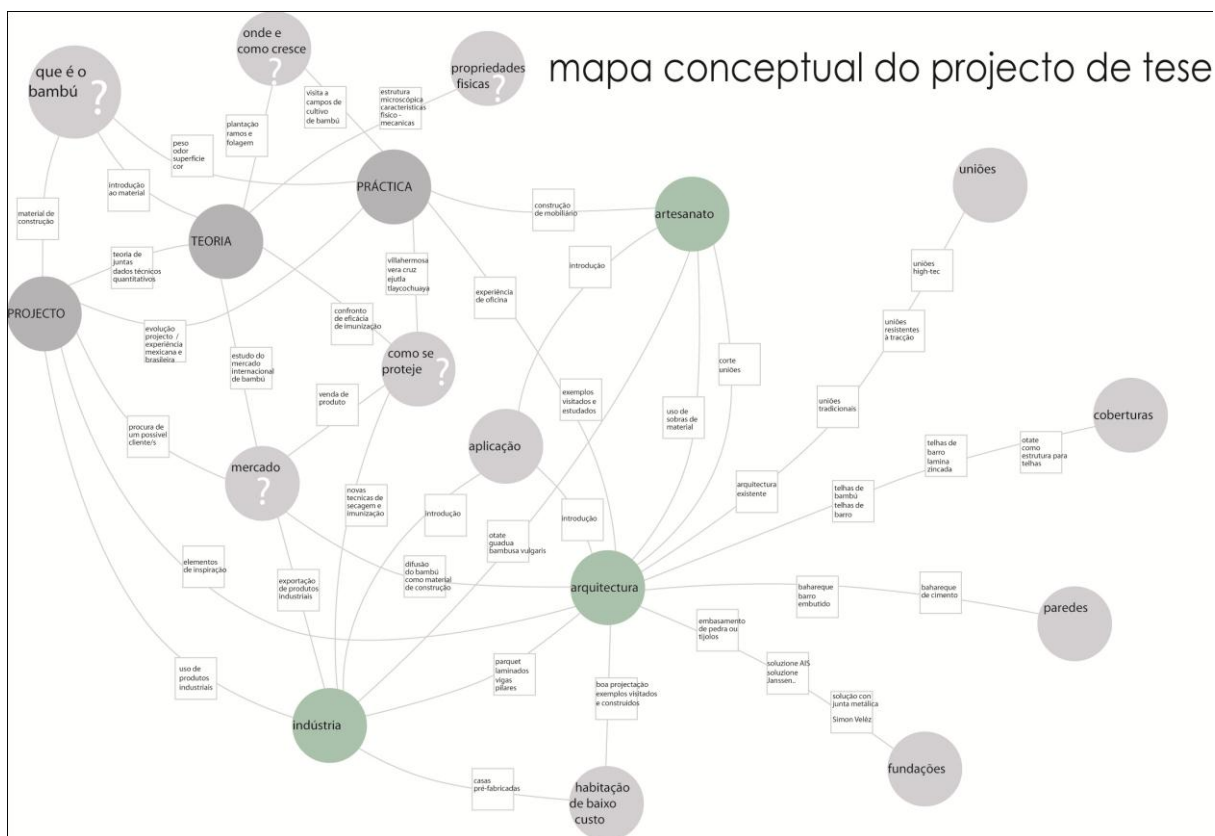 mapa conceptual do projecto de tese
onde e
como cresce
?
que é o
bambú
?
propriedades
fisicas
?
visita a
campos de
cultivo
de bambú
estrutura
microscópica
caracteristicas
fisico -
mecanicas
plantação
ramos e
folagem
peso
odor
superficie
cor
introdução
ao material
material de
construção
PRÁCTICA
TEORIA
PROJECTO
artesanato
uniões
construção
de mobiliário
teoria de
juntas
dados técnicos
quantitativos
villahermosa
vera cruz
ejutla
tlaycochuaya
introdução
experiência
de oficina
uniões
high-tec
evolução
projecto /
experiência
mexicana e
brasileira
confronto
de eficácia
de imunização
uniões
resistentes
à tracção
estudo do
mercado
internacional
de bambú
como se
proteje
?
corte
uniões
venda de
produto
exemplos
visitados e
estudados
uso de
sobras de
material
uniões
tradicionais
coberturas
procura de
um possivel
cliente/s
mercado
?
aplicação
telhas de
barro
lamina
zincada
otate
como
estrutura para
telhas
arquitectura
existente
telhas de
bambú
telhas de
barro
novas
tecnicas de
secagem e
imunização
introdução
otate
guadua
bambusa vulgaris
introdução
elementos
de inspiração
exportação
de produtos
industriais
difusão
do bambú
como material
de construção
arquitectura
bahareque
barro
embutido
bahareque
de cimento
paredes
embasamento
de pedra ou
tijolos
uso de
produtos
industriais
parquet
laminados
vigas
pilares
boa projectação
exemplos visitados
e construidos
soluzione AIS
soluzione
Janssen..
solução con
junta metálica
Simon Veléz
indústria
fundações
casas
pré-fabricadas
habitação
de baixo
custo